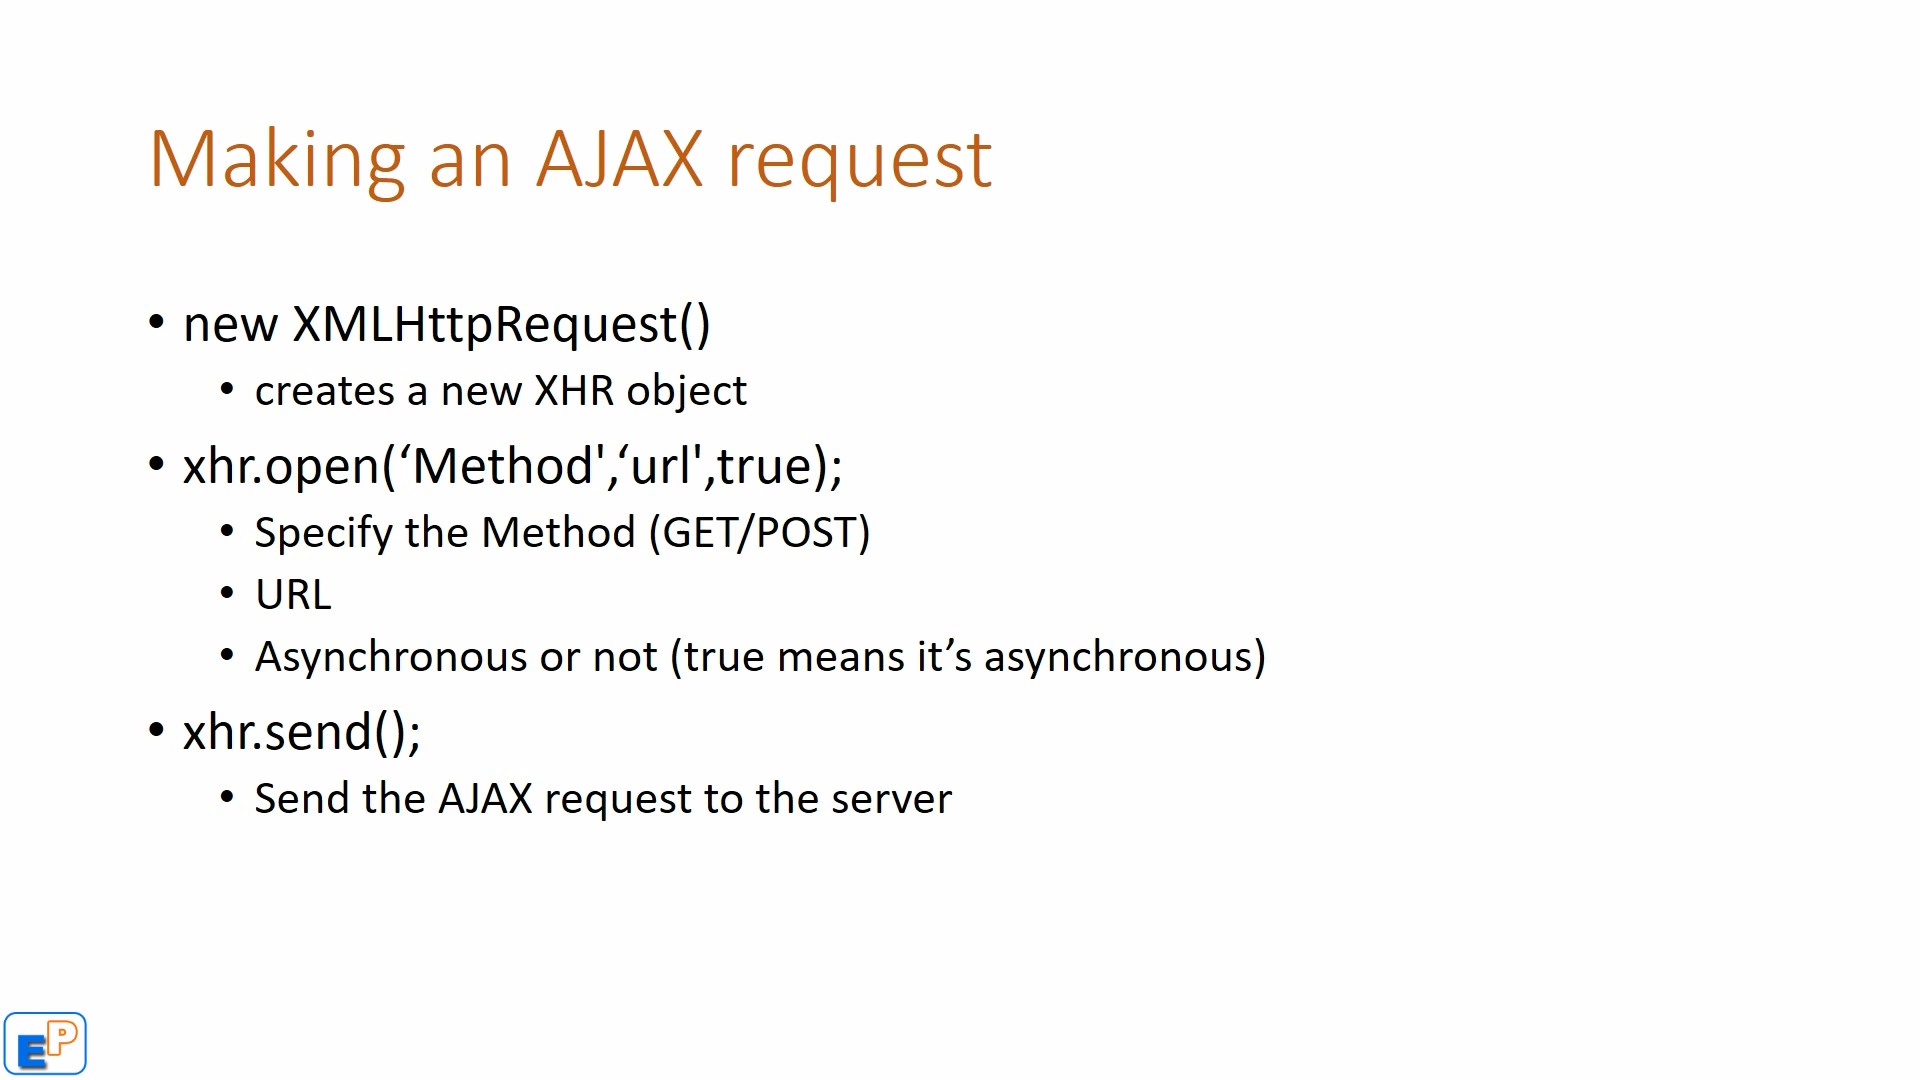 Making an AJAX request
• new XMLHttpRequest()
• creates a new XHR object
• xhr.open(‘Method',‘url',true);
• Specify the Method (GET/POST)
• URL
• Asynchronous or not (true means it’s asynchronous)
• xhr.send();
• Send the AJAX request to the server
EP